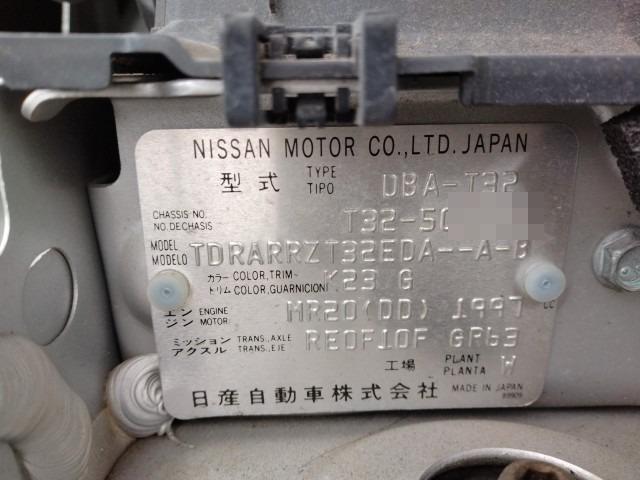 NISSAN MOTOR CO.,LTD. JAPAN
型式 TYPE TIPO DBA-T32
CHASSIS NO. NO.DECHASIS T32-50
MODEL MODELO TDRARRZT32EDA--A-B
カラー トリム COLOR,TRIM COLOR,GUARNICION K23 G
エンジン ENGINE MOTOR MR20(DD) 1997 CC
ミッション アクスル TRANS.,AXLE TRANS.,EJE RE0F10F GR63
工場 PLANT PLANTA W
日産自動車株式会社 MADE IN JAPAN